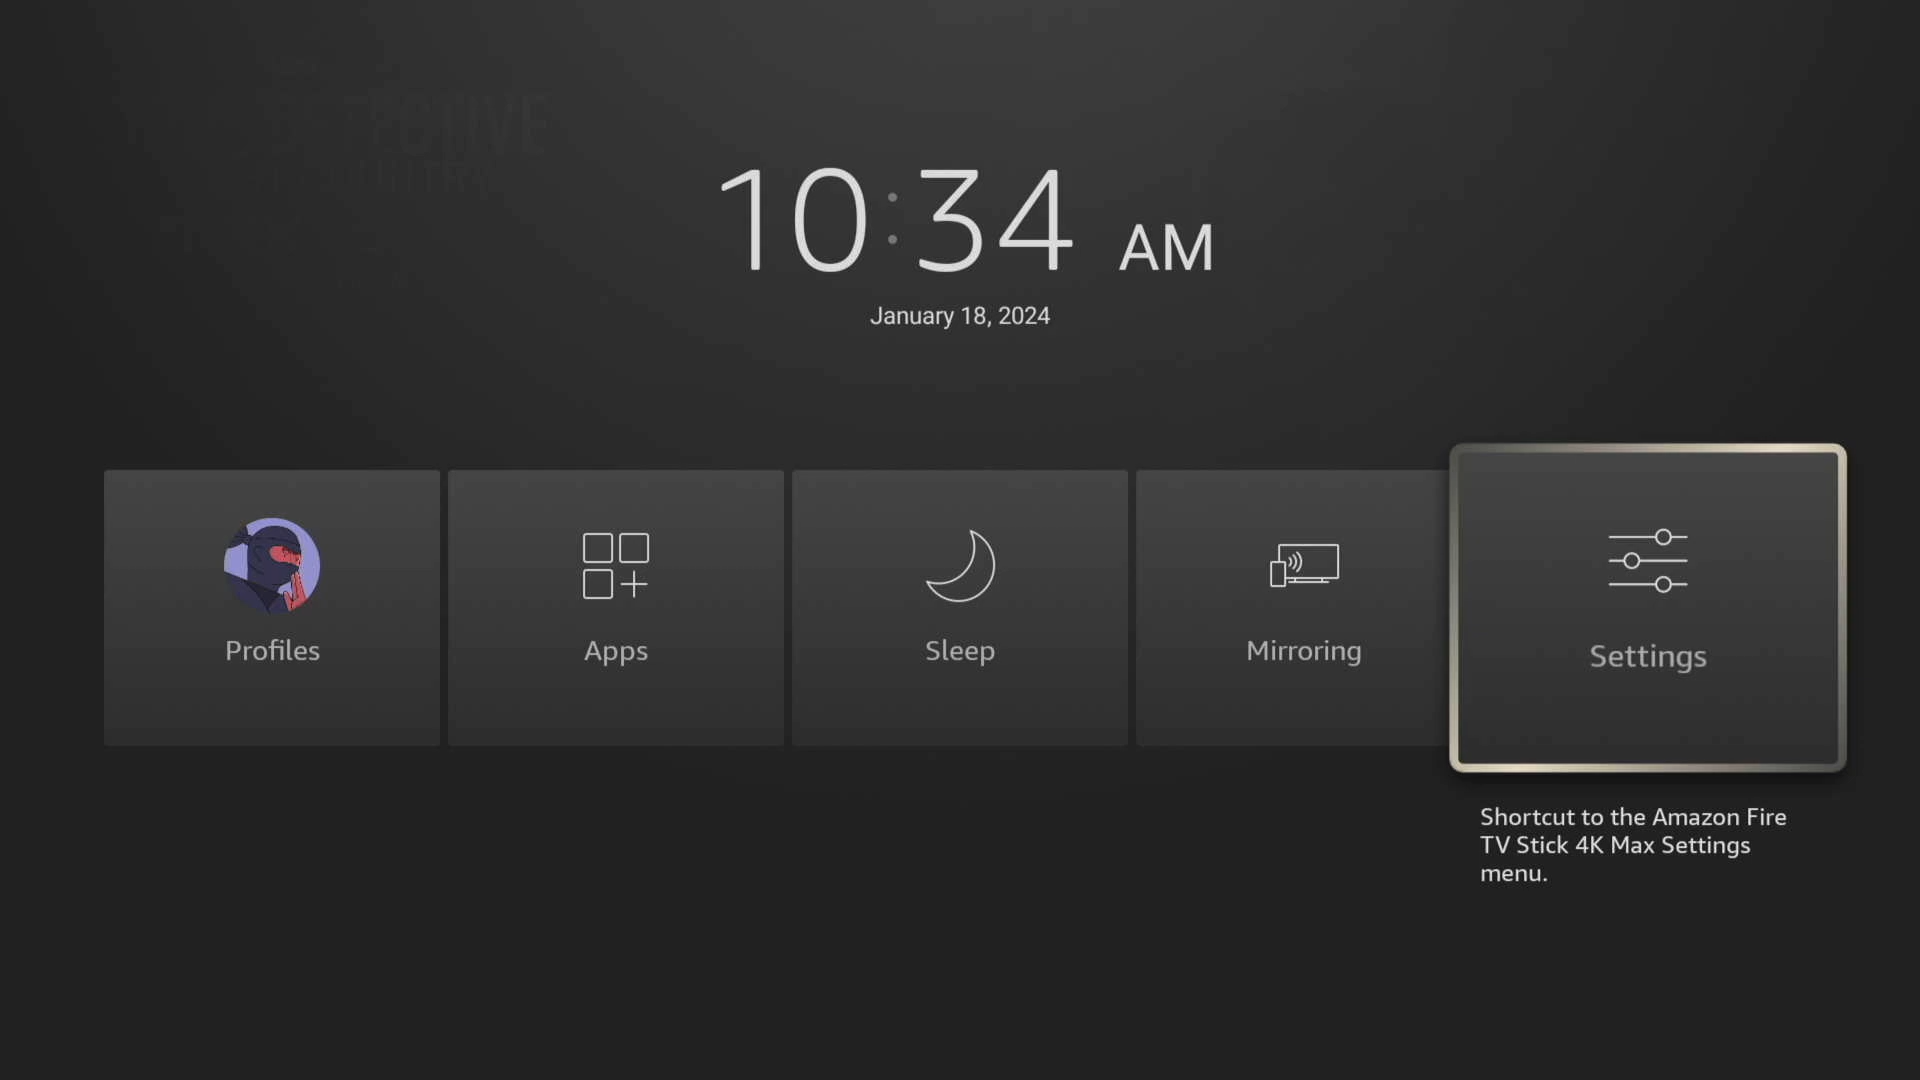 10:34 AM
January 18, 2024
Profiles
Apps
Sleep
Mirroring
Settings
Shortcut to the Amazon Fire
TV Stick 4K Max Settings
menu.